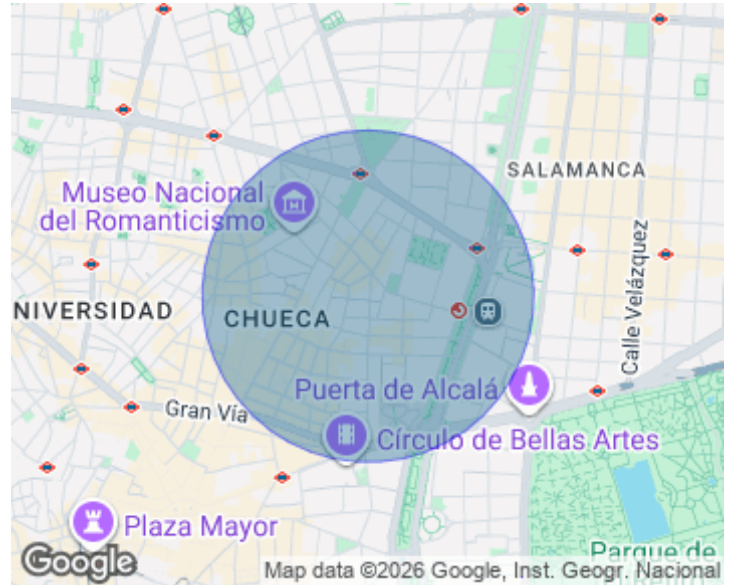 SALAMANCA
Museo Nacional
del Romanticismo
Calle Velázquez
NIVERSIDAD
CHUECA
Puerta de Alcalá
Gran Vía
Círculo de Bellas Artes
Plaza Mayor
Parque de
Google
Map data ©2026 Google, Inst. Geogr. Nacional